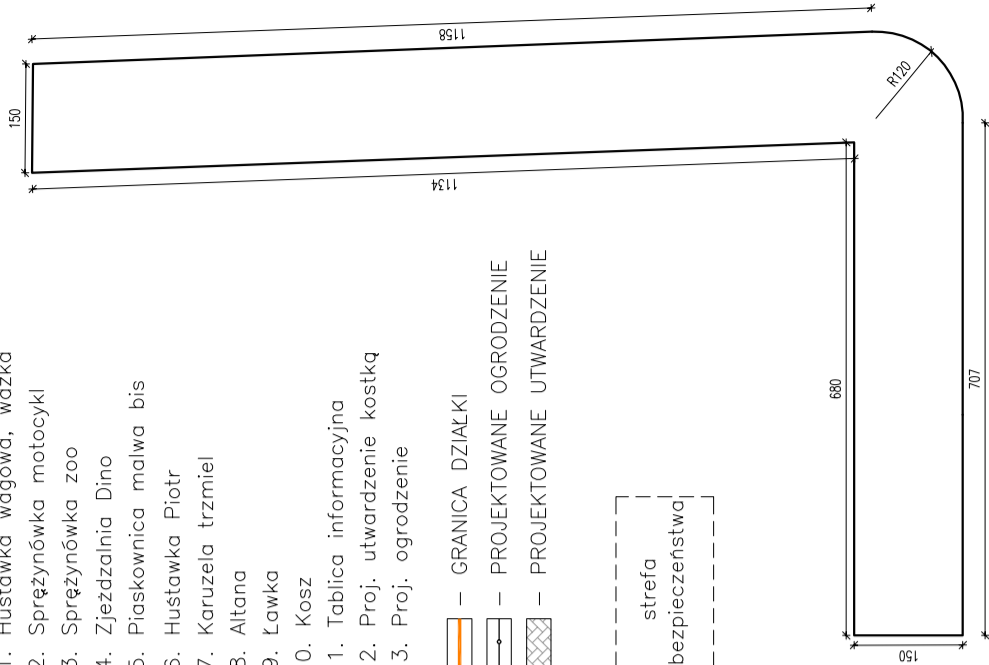 1. Huśtawka wagowa, ważka
2. Sprężynówka motocykl
3. Sprężynówka zoo
4. Zjeżdzalnia Dino
5. Piaskownica malwa bis
6. Hustawka Piotr
7. Karuzela trzmiel
8. Altana
9. Ławka
0. Kosz
1. Tablica informacyjna
2. Proj. utwardzenie kostką
3. Proj. ogrodzenie
— GRANICA DZIAŁKI
— PROJEKTOWANE OGRODZENIE
— PROJEKTOWANE UTWARDZENIE
strefa
bezpieczeństwa
150
1158
1134
R120
680
707
150